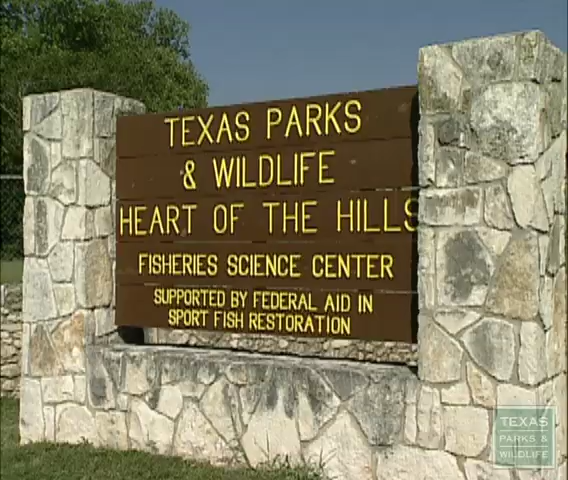 TEXAS PARKS
& WILDLIFE
HEART OF THE HILLS
FISHERIES SCIENCE CENTER
SUPPORTED BY FEDERAL AID IN
SPORT FISH RESTORATION
TEXAS
PARKS &
WILDLIFE